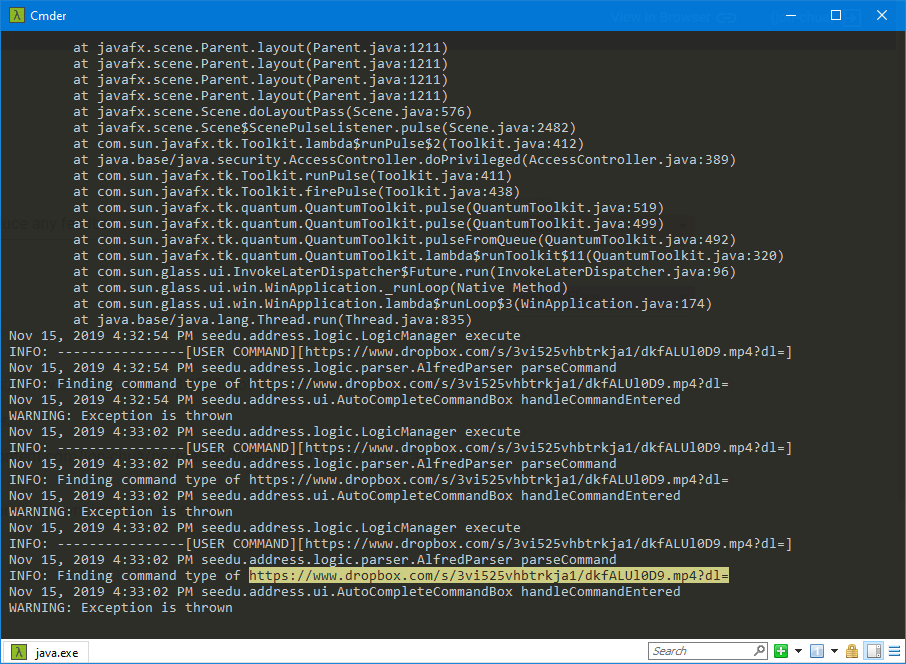 Cmder
at javafx.scene.Parent.layout(Parent.java:1211)
at javafx.scene.Parent.layout(Parent.java:1211)
at javafx.scene.Parent.layout(Parent.java:1211)
at javafx.scene.Parent.layout(Parent.java:1211)
at javafx.scene.Scene.doLayoutPass(Scene.java:576)
at javafx.scene.Scene$ScenePulseListener.pulse(Scene.java:2482)
at com.sun.javafx.tk.Toolkit.lambda$runPulse$2(Toolkit.java:412)
at java.base/java.security.AccessController.doPrivileged(AccessController.java:389)
at com.sun.javafx.tk.Toolkit.runPulse(Toolkit.java:411)
at com.sun.javafx.tk.Toolkit.firePulse(Toolkit.java:438)
at com.sun.javafx.tk.quantum.QuantumToolkit.pulse(QuantumToolkit.java:519)
at com.sun.javafx.tk.quantum.QuantumToolkit.pulse(QuantumToolkit.java:499)
at com.sun.javafx.tk.quantum.QuantumToolkit.pulseFromQueue(QuantumToolkit.java:492)
at com.sun.javafx.tk.quantum.QuantumToolkit.lambda$runToolkit$11(QuantumToolkit.java:320)
at com.sun.glass.ui.InvokeLaterDispatcher$Future.run(InvokeLaterDispatcher.java:96)
at com.sun.glass.ui.win.WinApplication._runLoop(Native Method)
at com.sun.glass.ui.win.WinApplication.lambda$runLoop$3(WinApplication.java:174)
at java.base/java.lang.Thread.run(Thread.java:835)
Nov 15, 2019 4:32:54 PM seedu.address.logic.LogicManager execute
INFO: ----------------[USER COMMAND][https://www.dropbox.com/s/3vi525vhbtrkja1/dkfALUl0D9.mp4?dl=]
Nov 15, 2019 4:32:54 PM seedu.address.logic.parser.AlfredParser parseCommand
INFO: Finding command type of https://www.dropbox.com/s/3vi525vhbtrkja1/dkfALUl0D9.mp4?dl=
Nov 15, 2019 4:32:54 PM seedu.address.ui.AutoCompleteCommandBox handleCommandEntered
WARNING: Exception is thrown
Nov 15, 2019 4:33:02 PM seedu.address.logic.LogicManager execute
INFO: ----------------[USER COMMAND][https://www.dropbox.com/s/3vi525vhbtrkja1/dkfALUl0D9.mp4?dl=]
Nov 15, 2019 4:33:02 PM seedu.address.logic.parser.AlfredParser parseCommand
INFO: Finding command type of https://www.dropbox.com/s/3vi525vhbtrkja1/dkfALUl0D9.mp4?dl=
Nov 15, 2019 4:33:02 PM seedu.address.ui.AutoCompleteCommandBox handleCommandEntered
WARNING: Exception is thrown
Nov 15, 2019 4:33:02 PM seedu.address.logic.LogicManager execute
INFO: ----------------[USER COMMAND][https://www.dropbox.com/s/3vi525vhbtrkja1/dkfALUl0D9.mp4?dl=]
Nov 15, 2019 4:33:02 PM seedu.address.logic.parser.AlfredParser parseCommand
INFO: Finding command type of https://www.dropbox.com/s/3vi525vhbtrkja1/dkfALUl0D9.mp4?dl=
Nov 15, 2019 4:33:02 PM seedu.address.ui.AutoCompleteCommandBox handleCommandEntered
WARNING: Exception is thrown
java.exe
Search